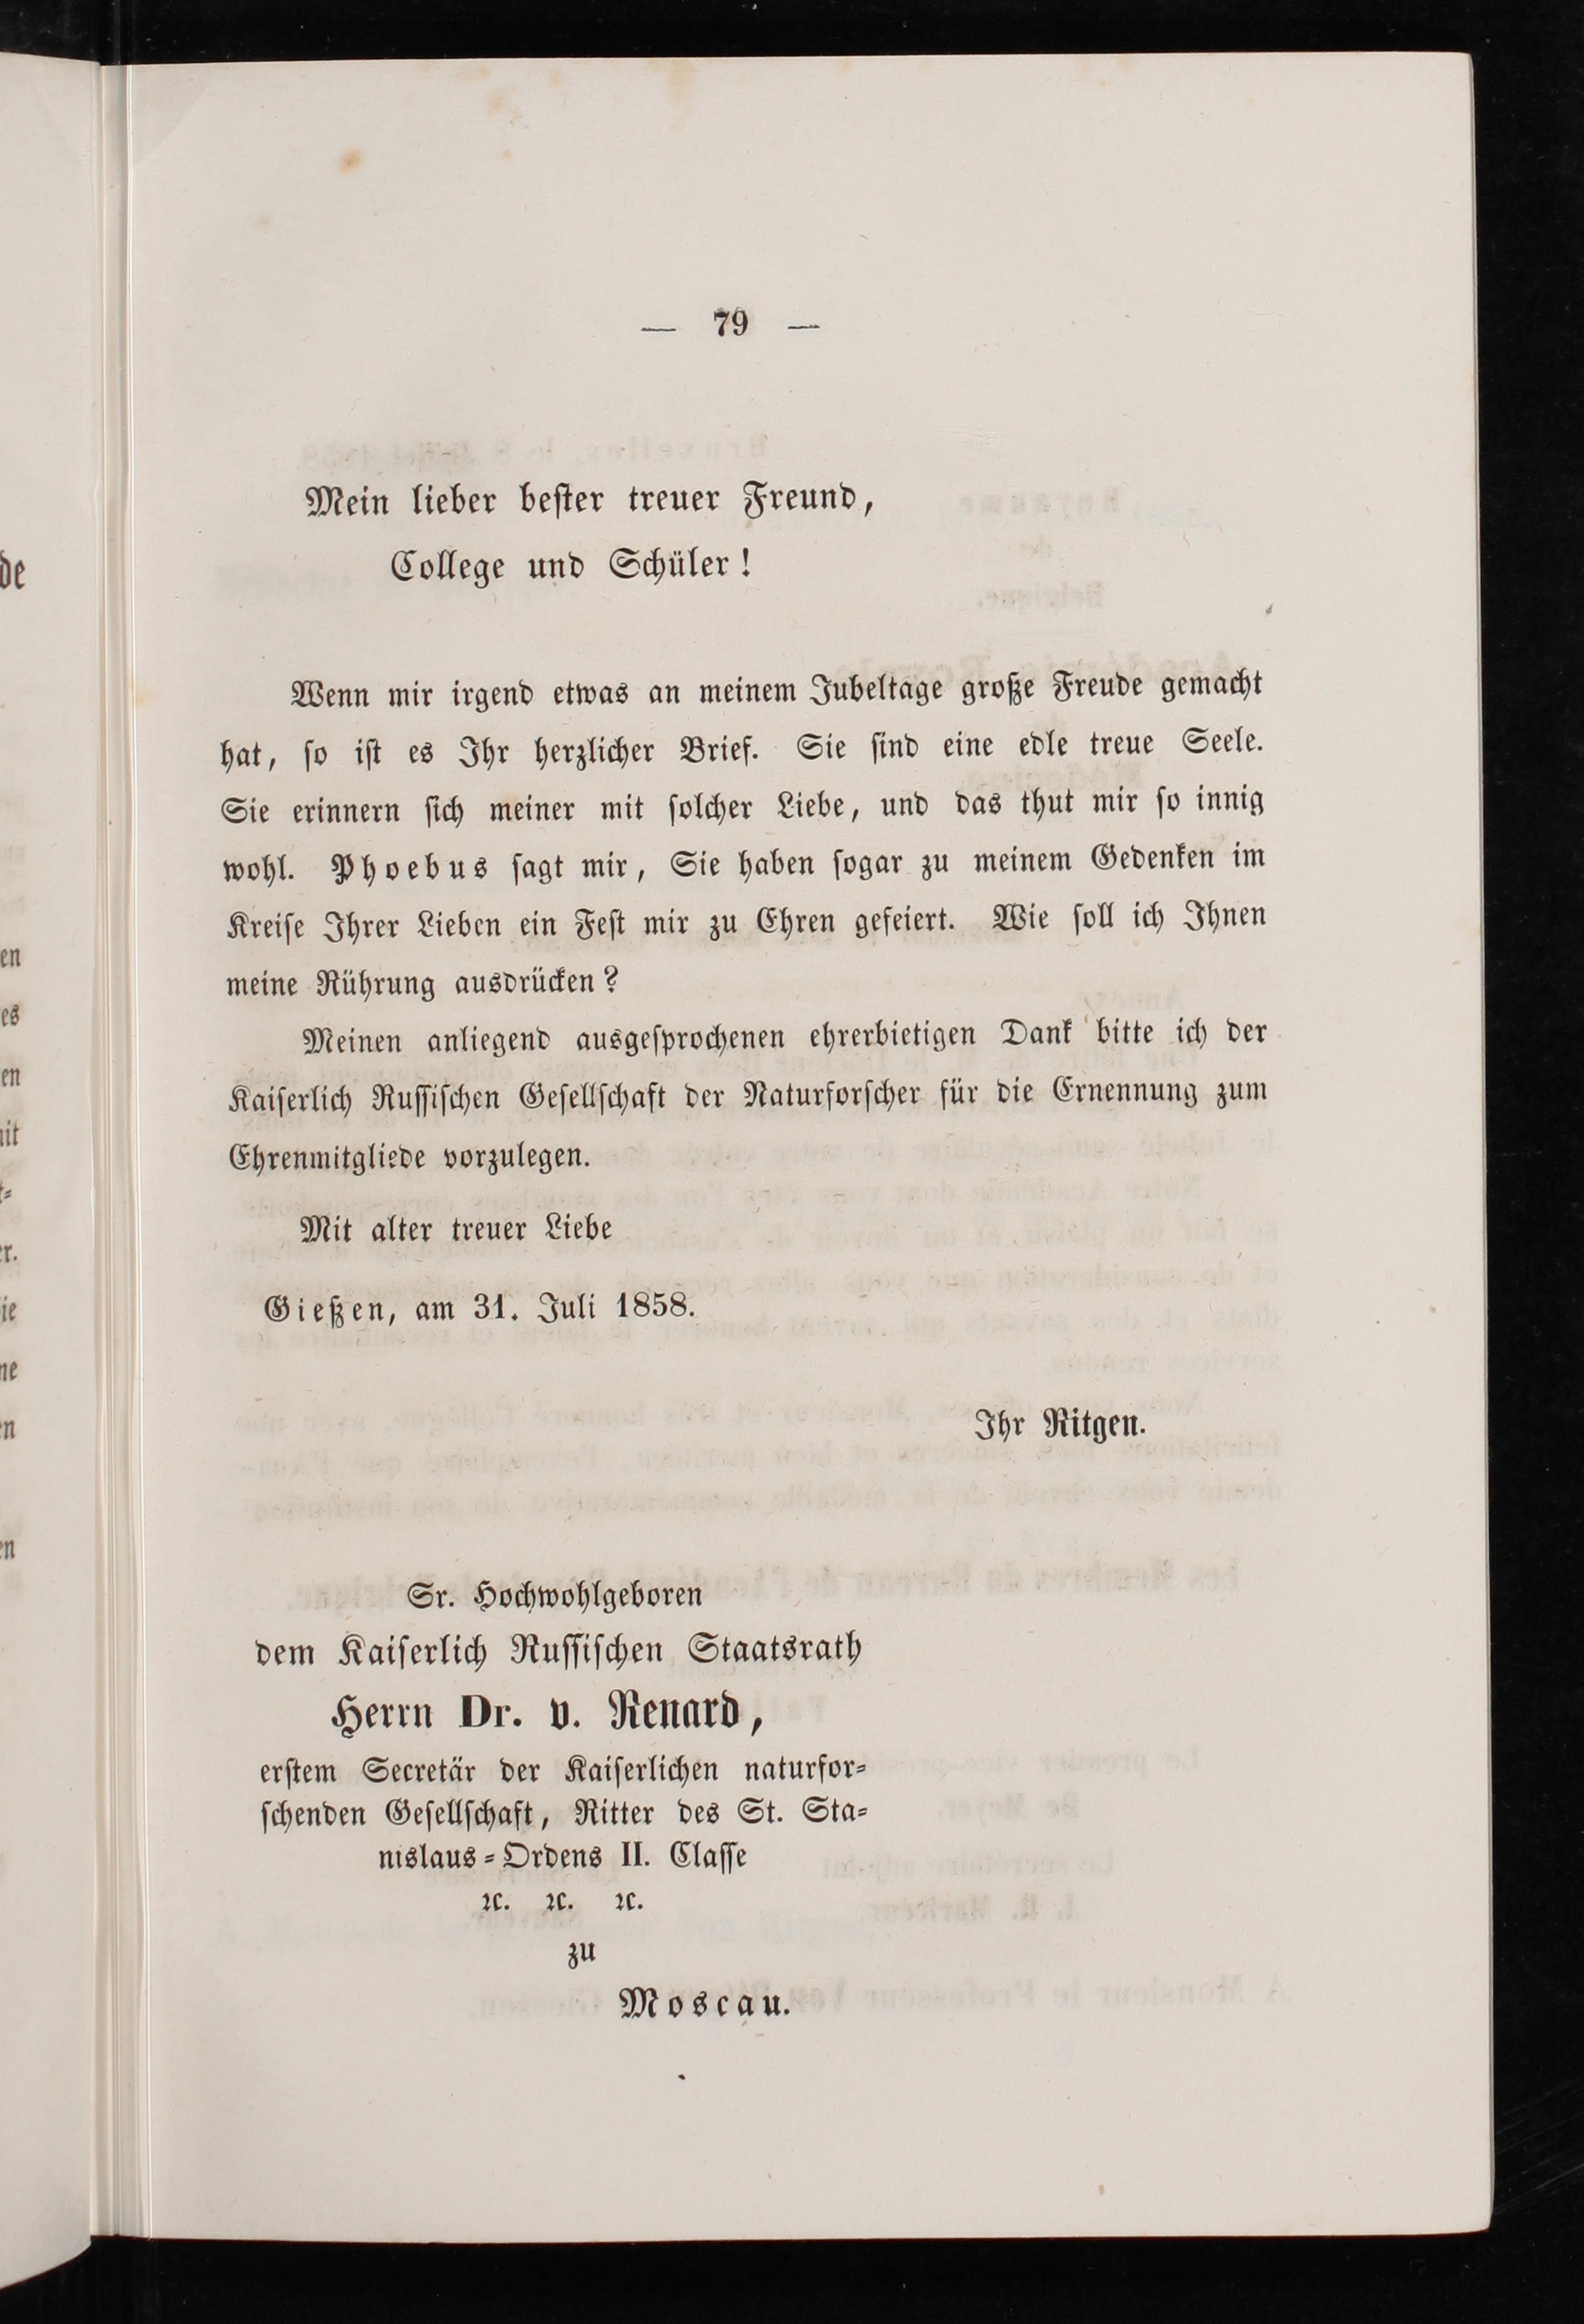 — 79 —
Mein lieber bester treuer Freund,
College und Schüler!
Wenn mir irgend etwas an meinem Jubeltage große Freude gemacht
hat, so ist es Ihr herzlicher Brief. Sie sind eine edle treue Seele.
Sie erinnern sich meiner mit solcher Liebe, und das thut mir so innig
wohl. Phoebus sagt mir, Sie haben sogar zu meinem Gedenken im
Kreise Ihrer Lieben ein Fest mir zu Ehren gefeiert. Wie soll ich Ihnen
meine Rührung ausdrücken?
Meinen anliegend ausgesprochenen ehrerbietigen Dank bitte ich der
Kaiserlich Russischen Gesellschaft der Naturforscher für die Ernennung zum
Ehrenmitgliede vorzulegen.
Mit alter treuer Liebe
Gießen, am 31. Juli 1858.
Ihr Ritgen.
Sr. Hochwohlgeboren
dem Kaiserlich Russischen Staatsrath
Herrn Dr. v. Renard,
erstem Secretär der Kaiserlichen naturfor-
schenden Gesellschaft, Ritter des St. Sta-
nislaus-Ordens II. Classe
ꝛc. ꝛc. ꝛc.
zu
Moscau.